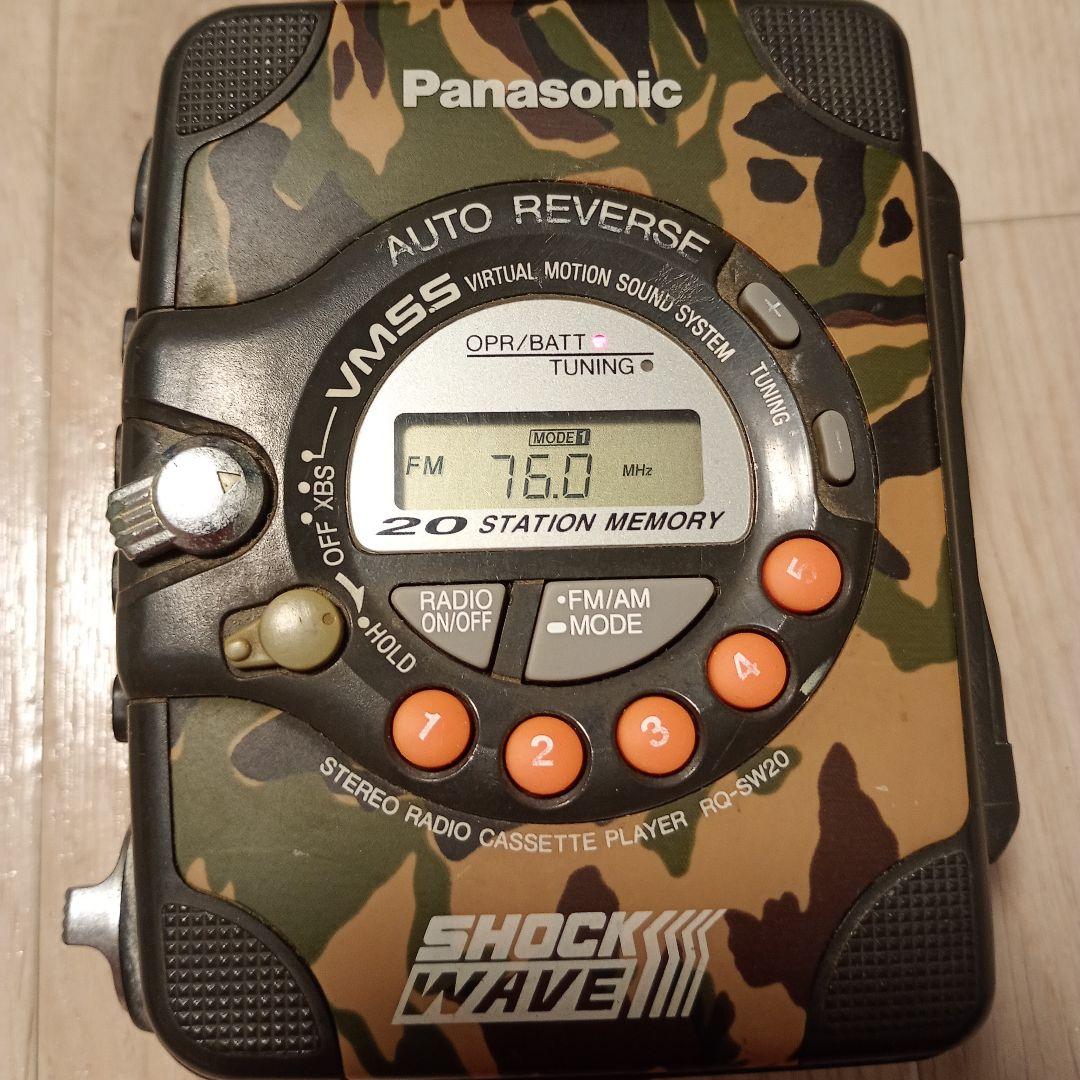 Panasonic
AUTO REVERSE
VMSS VIRTUAL MOTION SOUND SYSTEM
+
TUNING
-
OPR/BATT
TUNING
MODE 1
FM 76.0 MHz
20 STATION MEMORY
XBS
OFF
HOLD
RADIO
ON/OFF
FM/AM
MODE
1
2
3
4
5
STEREO RADIO CASSETTE PLAYER RQ-SW20
SHOCK
WAVE